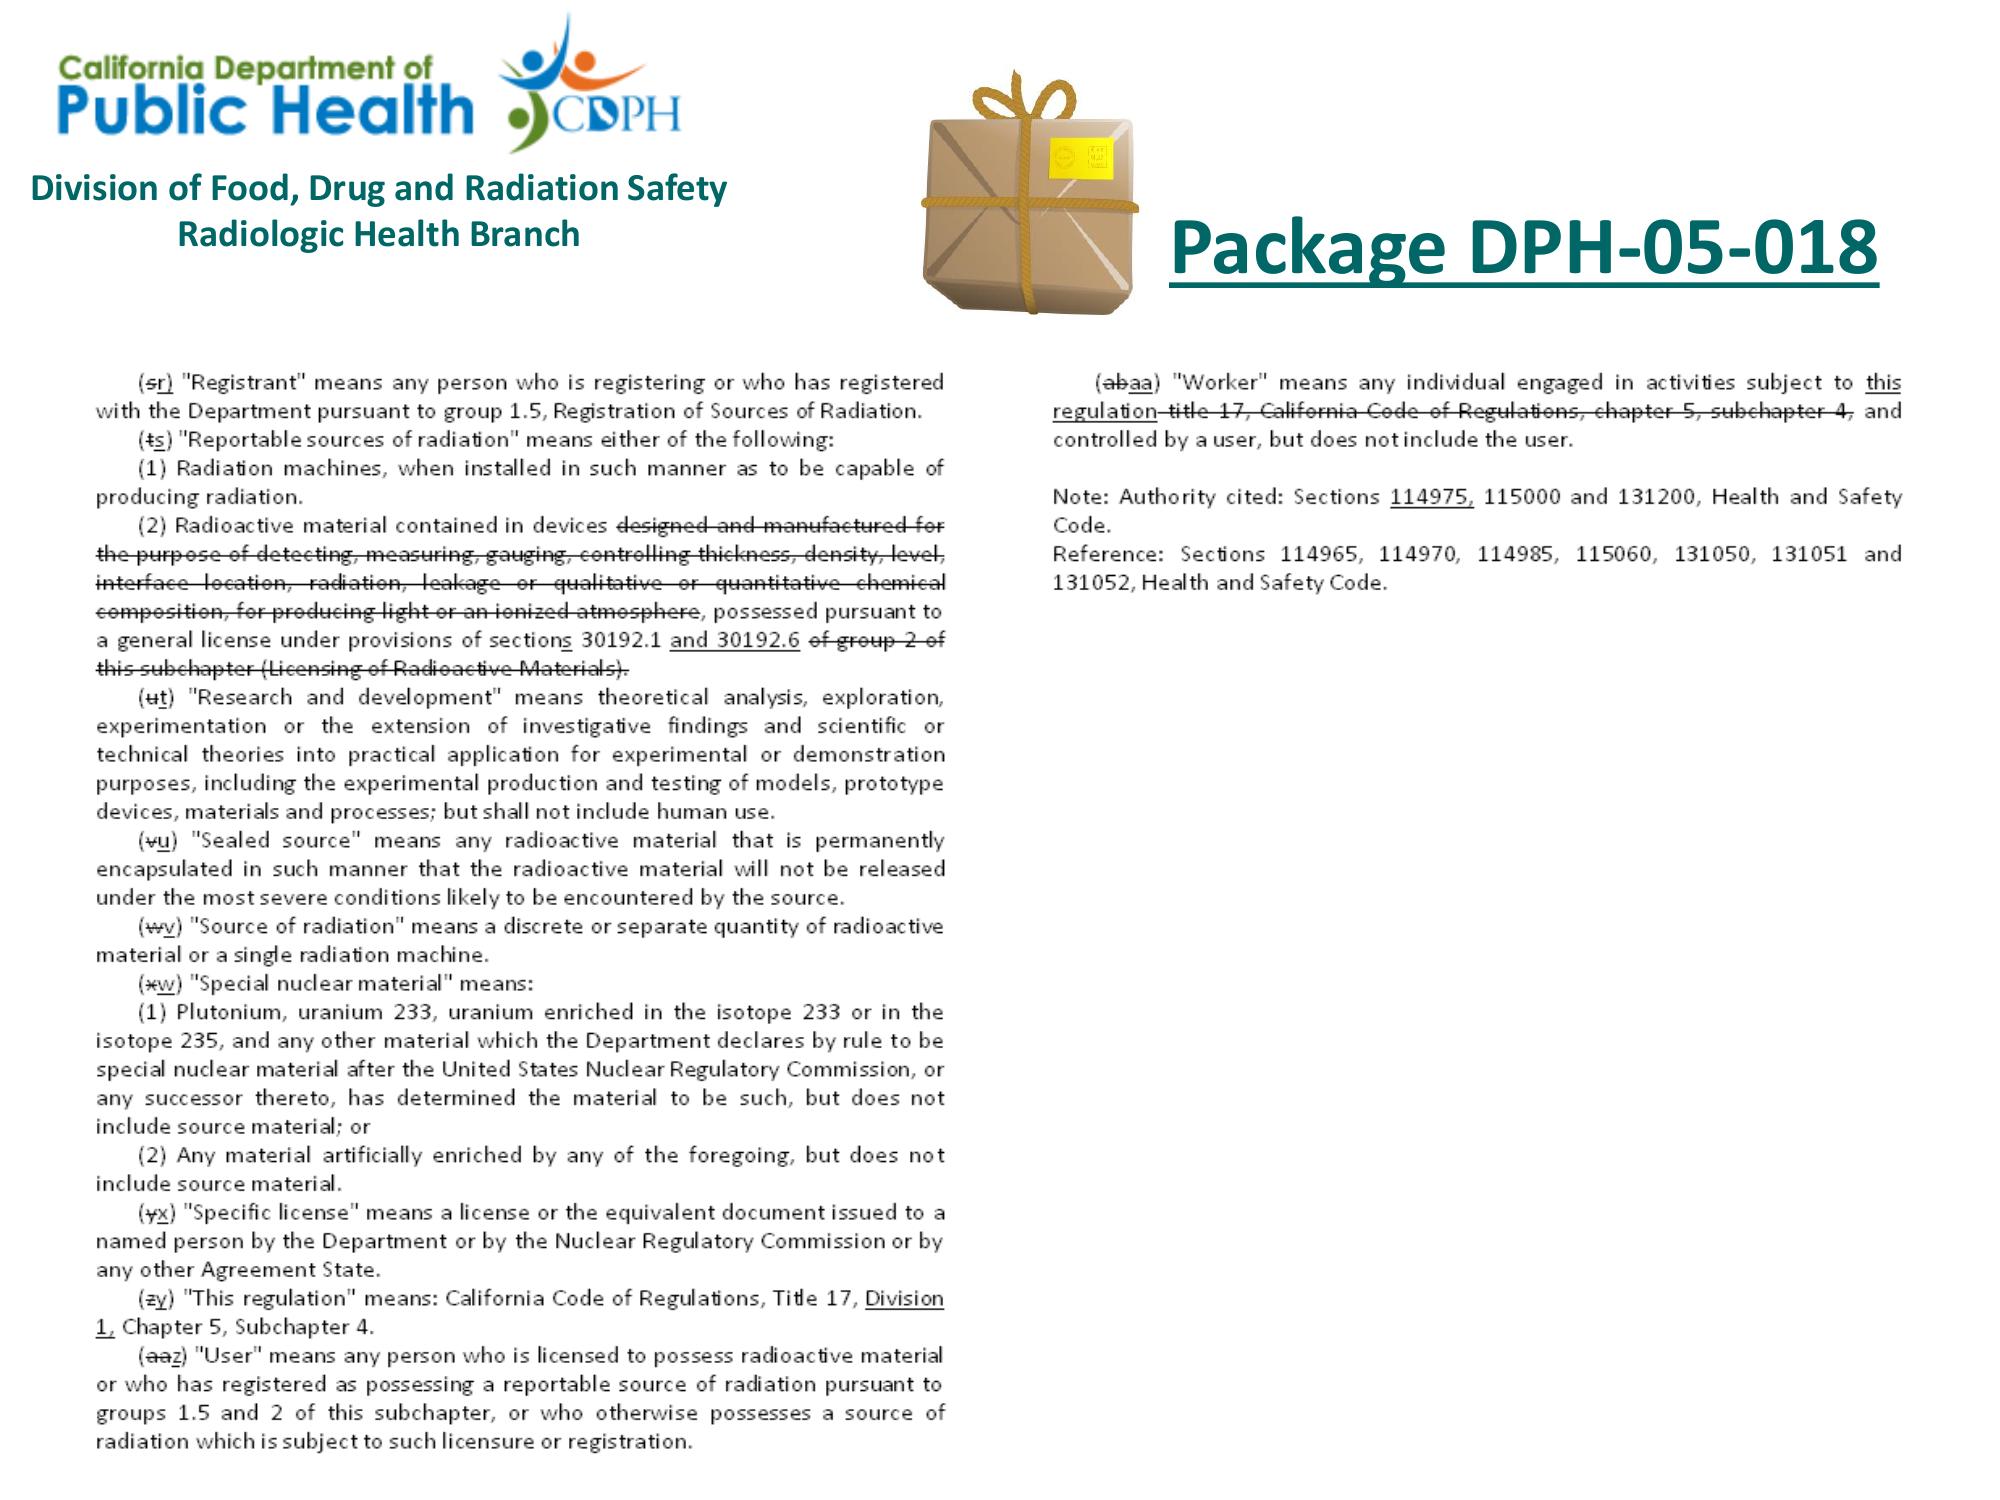 California Department of
Public Health
CDPH
Division of Food, Drug and Radiation Safety
Radiologic Health Branch
Package DPH-05-018
(sr) "Registrant" means any person who is registering or who has registered
with the Department pursuant to group 1.5, Registration of Sources of Radiation.
(ts) "Reportable sources of radiation" means either of the following:
(1) Radiation machines, when installed in such manner as to be capable of
producing radiation.
(2) Radioactive material contained in devices designed and manufactured for
the purpose of detecting, measuring, gauging, controlling thickness, density, level,
interface location, radiation, leakage or qualitative or quantitative chemical
composition, for producing light or an ionized atmosphere, possessed pursuant to
a general license under provisions of sections 30192.1 and 30192.6 of group 2 of
this subchapter (Licensing of Radioactive Materials).
(ut) "Research and development" means theoretical analysis, exploration,
experimentation or the extension of investigative findings and scientific or
technical theories into practical application for experimental or demonstration
purposes, including the experimental production and testing of models, prototype
devices, materials and processes; but shall not include human use.
(vu) "Sealed source" means any radioactive material that is permanently
encapsulated in such manner that the radioactive material will not be released
under the most severe conditions likely to be encountered by the source.
(wv) "Source of radiation" means a discrete or separate quantity of radioactive
material or a single radiation machine.
(xw) "Special nuclear material" means:
(1) Plutonium, uranium 233, uranium enriched in the isotope 233 or in the
isotope 235, and any other material which the Department declares by rule to be
special nuclear material after the United States Nuclear Regulatory Commission, or
any successor thereto, has determined the material to be such, but does not
include source material; or
(2) Any material artificially enriched by any of the foregoing, but does not
include source material.
(yx) "Specific license" means a license or the equivalent document issued to a
named person by the Department or by the Nuclear Regulatory Commission or by
any other Agreement State.
(zy) "This regulation" means: California Code of Regulations, Title 17, Division
1, Chapter 5, Subchapter 4.
(aaz) "User" means any person who is licensed to possess radioactive material
or who has registered as possessing a reportable source of radiation pursuant to
groups 1.5 and 2 of this subchapter, or who otherwise possesses a source of
radiation which is subject to such licensure or registration.
(abaa) "Worker" means any individual engaged in activities subject to this
regulation title 17, California Code of Regulations, chapter 5, subchapter 4, and
controlled by a user, but does not include the user.
Note: Authority cited: Sections 114975, 115000 and 131200, Health and Safety
Code.
Reference: Sections 114965, 114970, 114985, 115060, 131050, 131051 and
131052, Health and Safety Code.